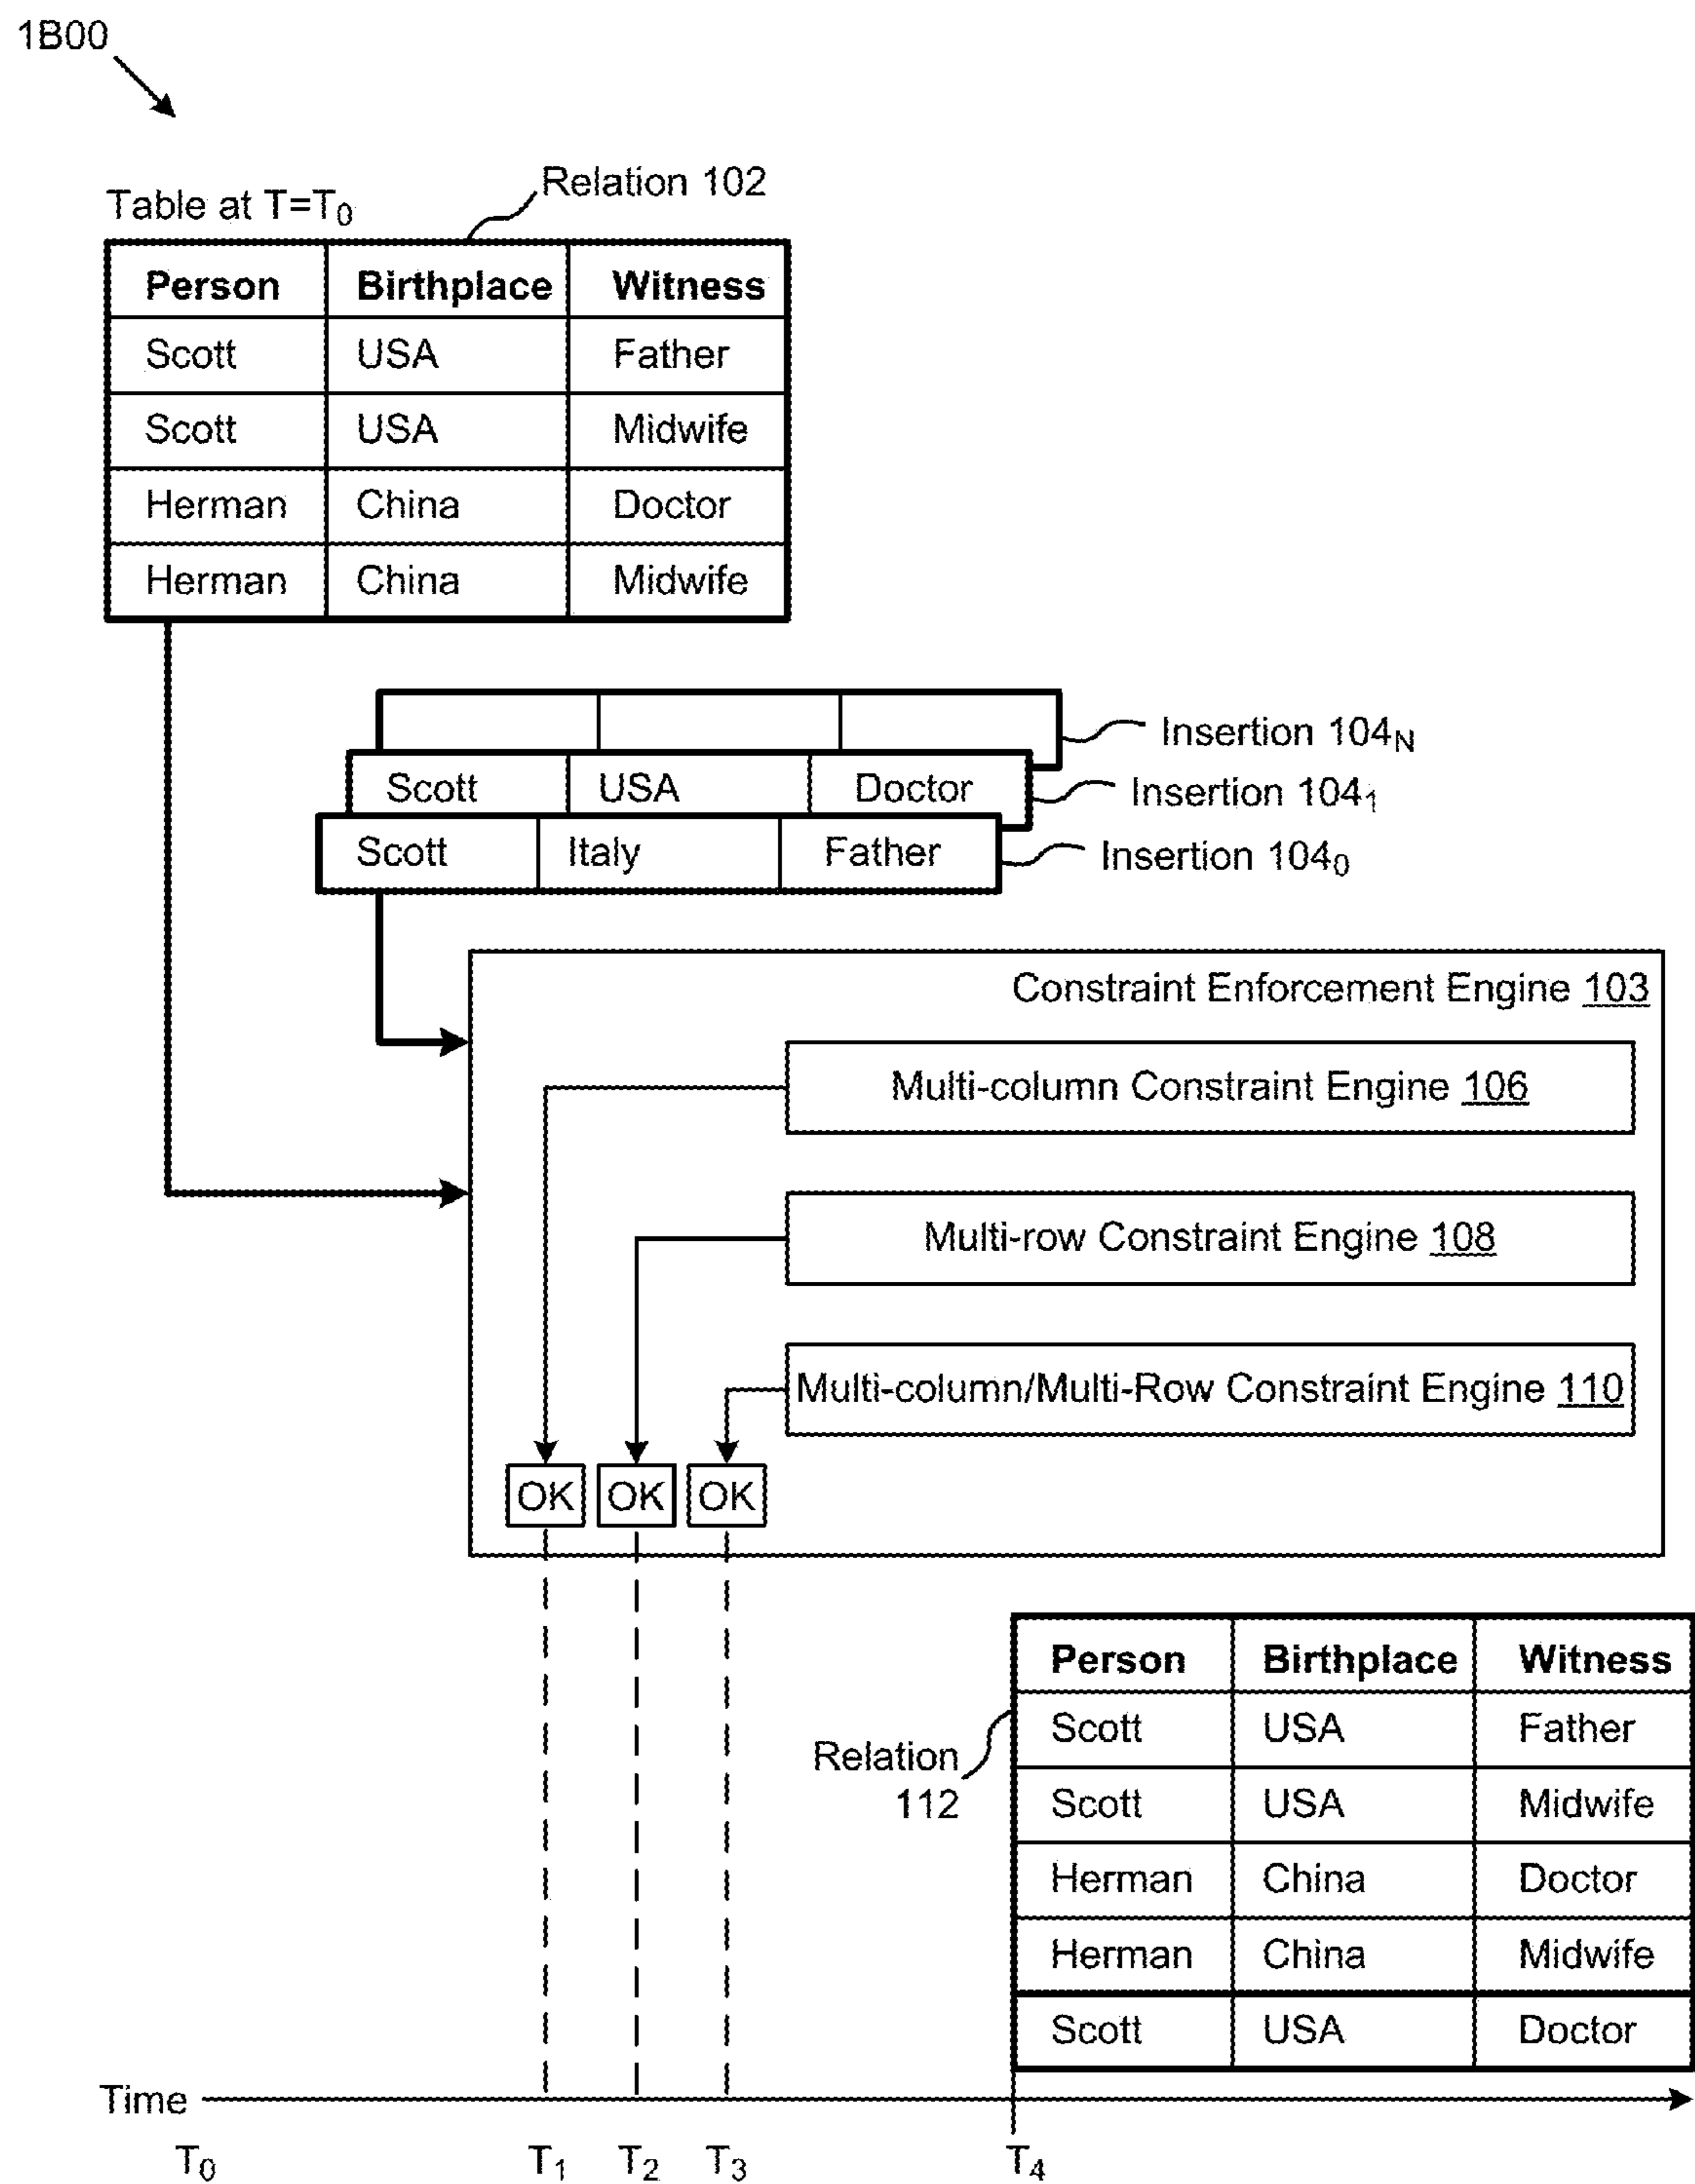 1B00
Relation 102
Table at T=T0
Person Birthplace Witness
Scott USA Father
Scott USA Midwife
Herman China Doctor
Herman China Midwife
Insertion 104N
Scott USA Doctor Insertion 1041
Scott Italy Father Insertion 1040
Constraint Enforcement Engine 103
Multi-column Constraint Engine 106
Multi-row Constraint Engine 108
Multi-column/Multi-Row Constraint Engine 110
OK OK OK
Person Birthplace Witness
Scott USA Father
Relation
112
Scott USA Midwife
Herman China Doctor
Herman China Midwife
Scott USA Doctor
Time
T0 T1 T2 T3 T4